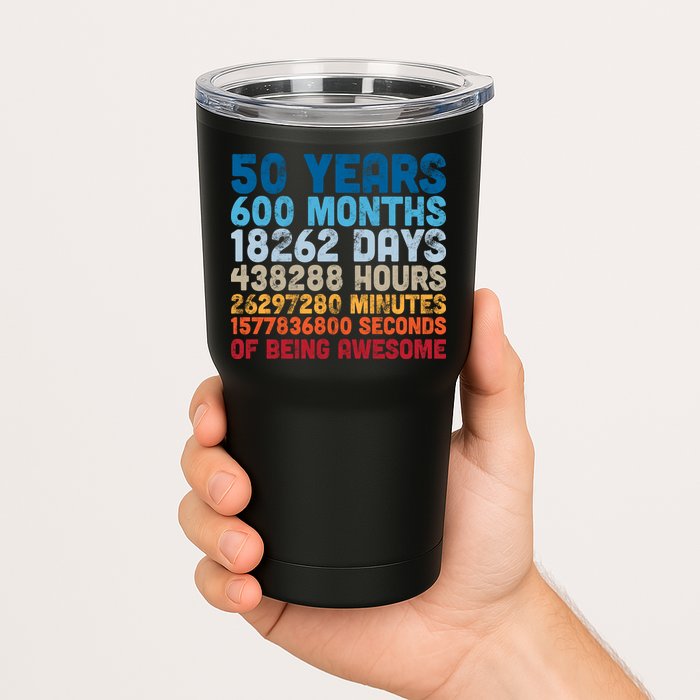 50 YEARS
600 MONTHS
18262 DAYS
438288 HOURS
26297280 MINUTES
1577836800 SECONDS
OF BEING AWESOME